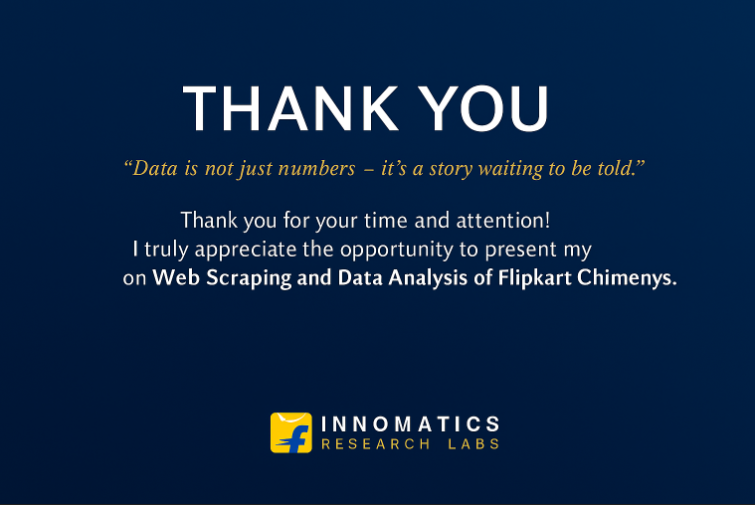 THANK YOU
“Data is not just numbers – it’s a story waiting to be told.”
Thank you for your time and attention!
I truly appreciate the opportunity to present my
on Web Scraping and Data Analysis of Flipkart Chimenys.
f INNOMATICS
RESEARCH LABS